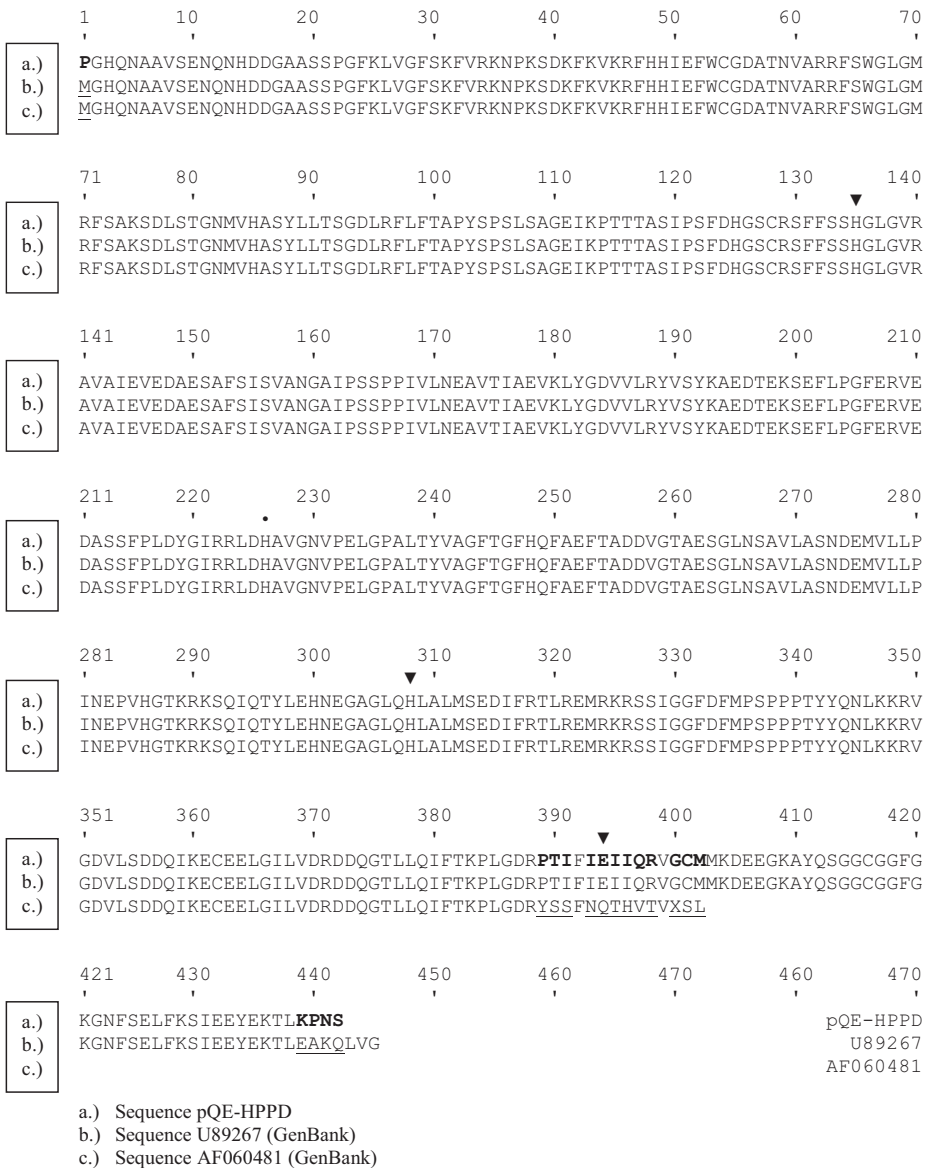 1 10 20 30 40 50 60 70
a.) PGHQNAAVSENQNHDDGAASSPGFKLVGFSKFVRKNPKSDKFKVKRFHHIEFWCGDATNVARRFSWGLGM
b.) MGHQNAAVSENQNHDDGAASSPGFKLVGFSKFVRKNPKSDKFKVKRFHHIEFWCGDATNVARRFSWGLGM
c.) MGHQNAAVSENQNHDDGAASSPGFKLVGFSKFVRKNPKSDKFKVKRFHHIEFWCGDATNVARRFSWGLGM
71 80 90 100 110 120 130 140
a.) RFSAKSDLSTGNMVHASYLLTSGDLRFLFTAPYSPSLSAGEIKPTTTASIPSFDHGSCRSFFSSHGLGVR
b.) RFSAKSDLSTGNMVHASYLLTSGDLRFLFTAPYSPSLSAGEIKPTTTASIPSFDHGSCRSFFSSHGLGVR
c.) RFSAKSDLSTGNMVHASYLLTSGDLRFLFTAPYSPSLSAGEIKPTTTASIPSFDHGSCRSFFSSHGLGVR
141 150 160 170 180 190 200 210
a.) AVAIEVEDAESAFSISVANGAIPSSPPIVLNEAVTIAEVKLYGDVVLRYVSYKAEDTEKSEFLPGFERVE
b.) AVAIEVEDAESAFSISVANGAIPSSPPIVLNEAVTIAEVKLYGDVVLRYVSYKAEDTEKSEFLPGFERVE
c.) AVAIEVEDAESAFSISVANGAIPSSPPIVLNEAVTIAEVKLYGDVVLRYVSYKAEDTEKSEFLPGFERVE
211 220 230 240 250 260 270 280
a.) DASSFPLDYGIRRLDHAVGNVPELGPALTYVAGFTGFHQFAEFTADDVGTAESGLNSAVLASNDEMVLLP
b.) DASSFPLDYGIRRLDHAVGNVPELGPALTYVAGFTGFHQFAEFTADDVGTAESGLNSAVLASNDEMVLLP
c.) DASSFPLDYGIRRLDHAVGNVPELGPALTYVAGFTGFHQFAEFTADDVGTAESGLNSAVLASNDEMVLLP
281 290 300 310 320 330 340 350
a.) INEPVHGTKRKSQIQTYLEHNEGAGLQHLALMSEDIFRTLREMRKRSSIGGFDFMPSPPPTYYQNLKKRV
b.) INEPVHGTKRKSQIQTYLEHNEGAGLQHLALMSEDIFRTLREMRKRSSIGGFDFMPSPPPTYYQNLKKRV
c.) INEPVHGTKRKSQIQTYLEHNEGAGLQHLALMSEDIFRTLREMRKRSSIGGFDFMPSPPPTYYQNLKKRV
351 360 370 380 390 400 410 420
a.) GDVLSDDQIKECEELGILVDRDDQGTLLQIFTKPLGDRPTIFIEIIQRVGCMMKDEEGKAYQSGGCGGFG
b.) GDVLSDDQIKECEELGILVDRDDQGTLLQIFTKPLGDRPTIFIEIIQRVGCMMKDEEGKAYQSGGCGGFG
c.) GDVLSDDQIKECEELGILVDRDDQGTLLQIFTKPLGDRYSSFNQTHVTVXSL
421 430 440 450 460 470 460 470
a.) KGNFSELFKSIEEYEKTLKPNS pQE-HPPD
b.) KGNFSELFKSIEEYEKTLEAKQLVG U89267
c.) AF060481
a.) Sequence pQE-HPPD
b.) Sequence U89267 (GenBank)
c.) Sequence AF060481 (GenBank)